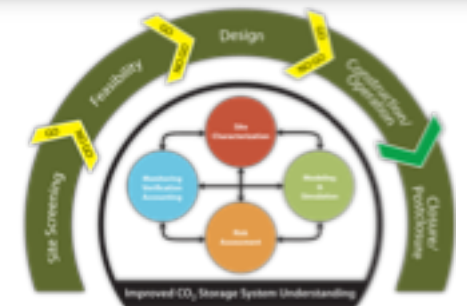 Site Screening
GO
NO-GO
Feasibility
GO
NO-GO
Design
GO
NO-GO
Construction/
Operation
Closure/
Postclosure
Site
Characterization
Monitoring
Verification
Accounting
Modeling
&
Simulation
Risk
Assessment
Improved CO₂ Storage System Understanding